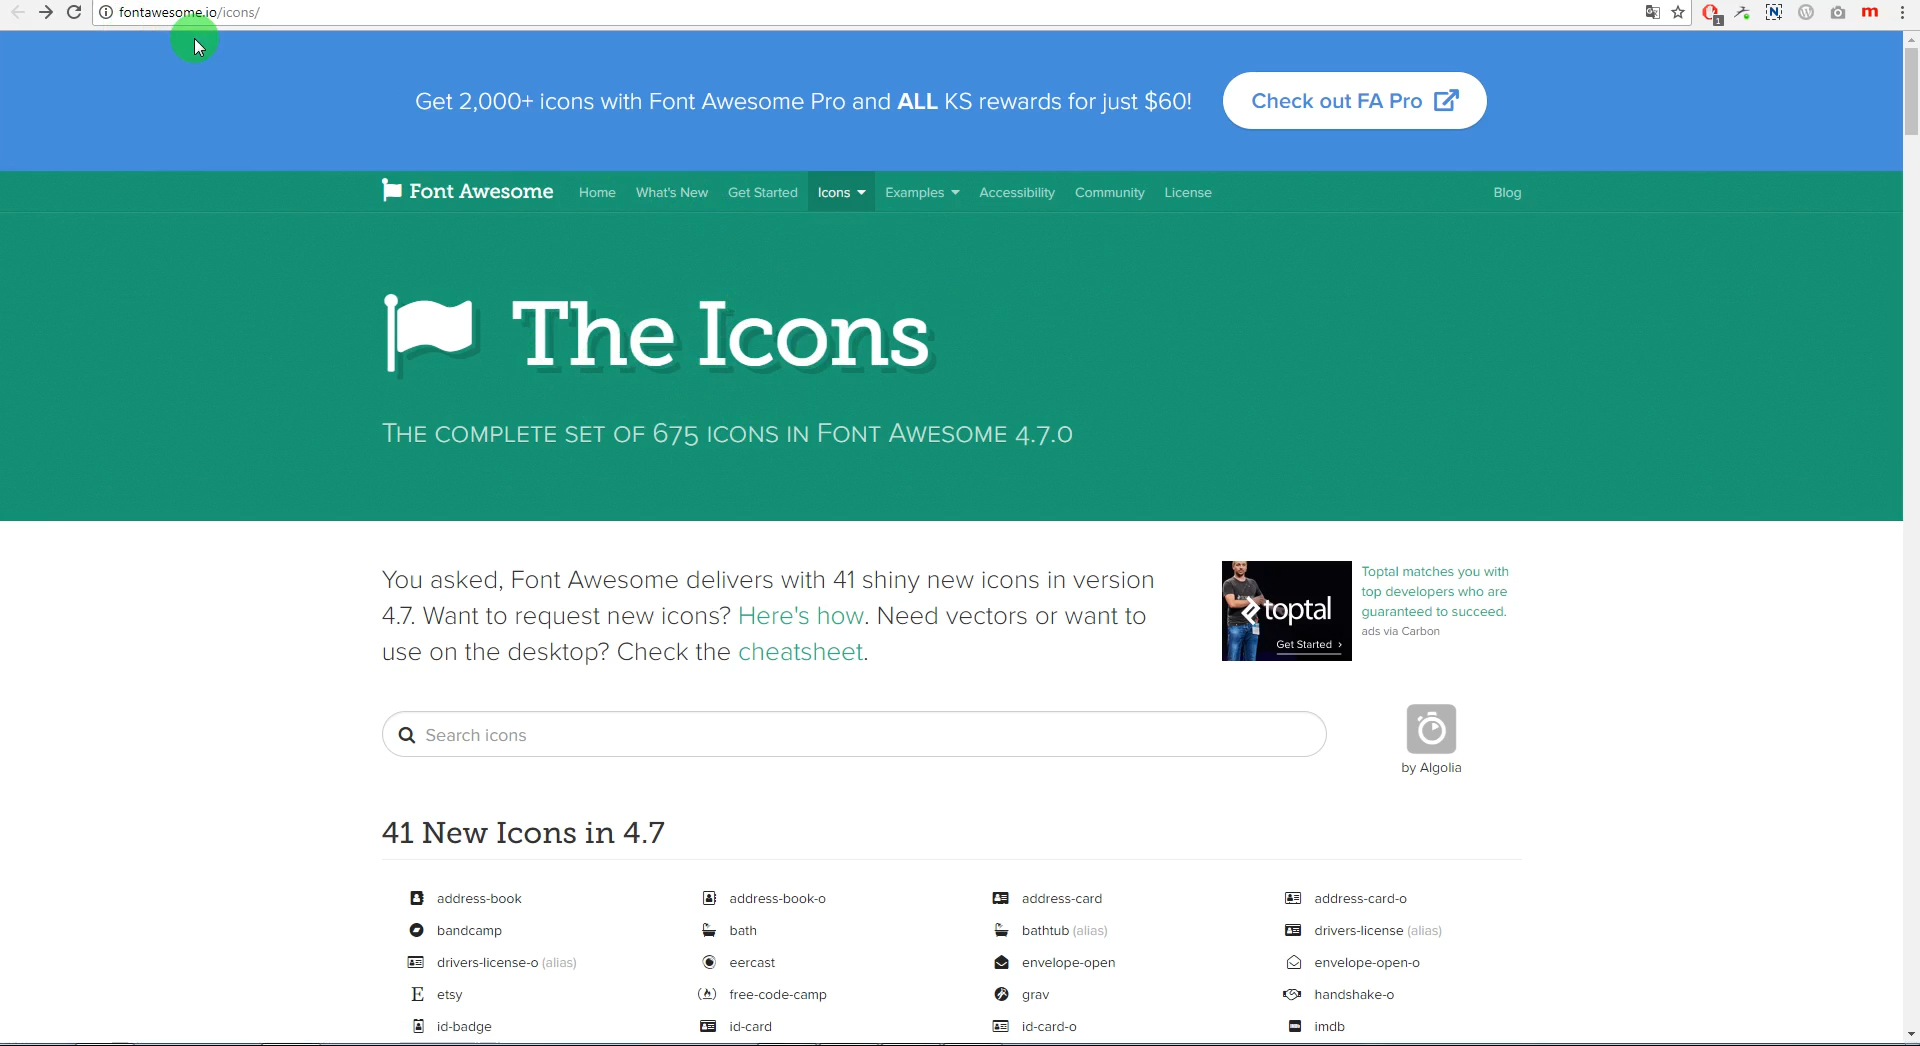 fontawesome.io/icons/
1
N
m
Get 2,000+ icons with Font Awesome Pro and ALL KS rewards for just $60!
Check out FA Pro
Font Awesome Home What's New Get Started Icons Examples Accessibility Community License Blog
The Icons
THE COMPLETE SET OF 675 ICONS IN FONT AWESOME 4.7.0
You asked, Font Awesome delivers with 41 shiny new icons in version
4.7. Want to request new icons? Here's how. Need vectors or want to
use on the desktop? Check the cheatsheet.
toptal
Get Started ›
Toptal matches you with
top developers who are
guaranteed to succeed.
ads via Carbon
Search icons
by Algolia
41 New Icons in 4.7
address-book address-book-o address-card address-card-o
bandcamp bath bathtub (alias) drivers-license (alias)
drivers-license-o (alias) eercast envelope-open envelope-open-o
E etsy free-code-camp grav handshake-o
id-badge id-card id-card-o imdb